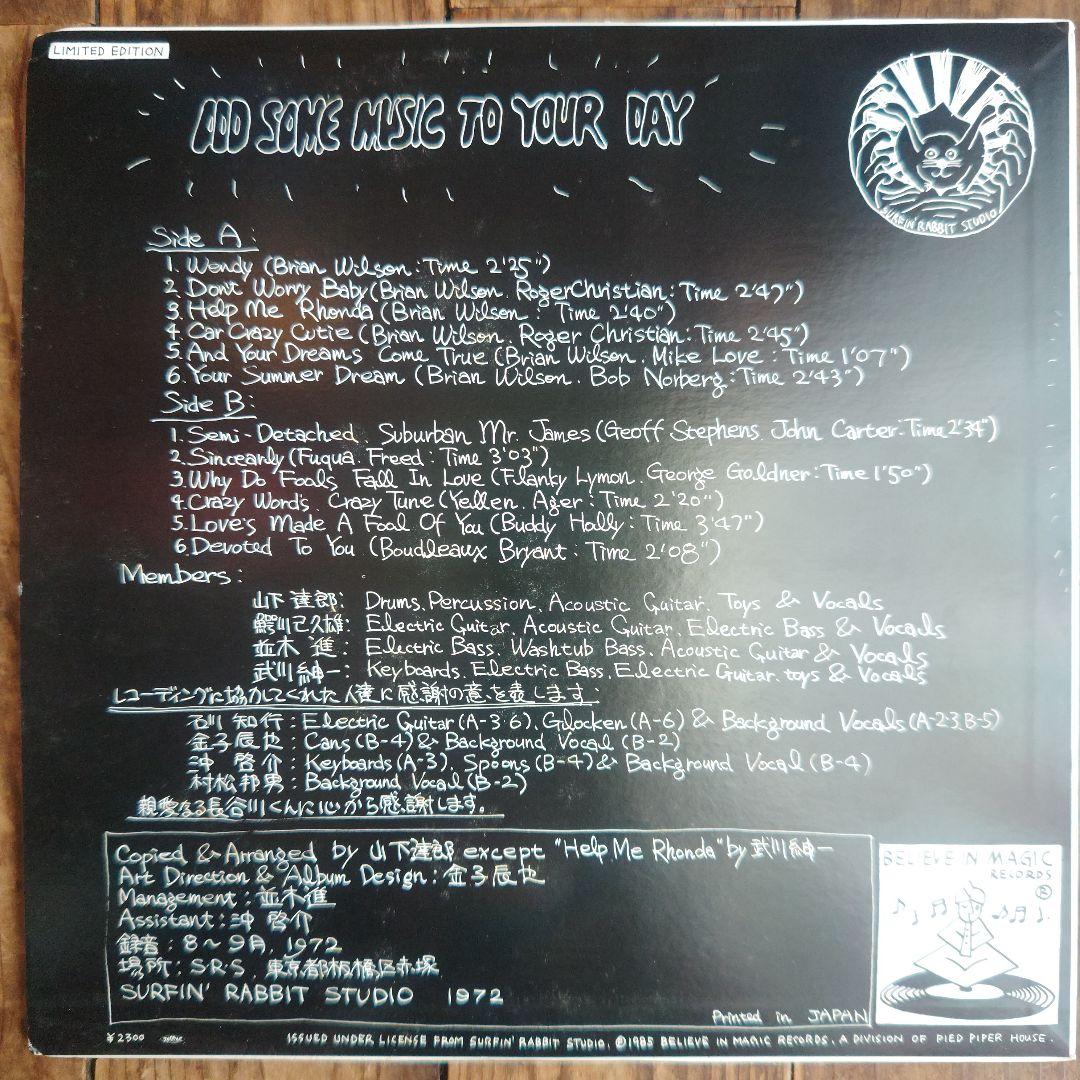 LIMITED EDITION
ADD SOME MUSIC TO YOUR DAY
SURFIN' RABBIT STUDIO
Side A:
1. Wendy (Brian Wilson: Time 2'25")
2. Don't Worry Baby (Brian Wilson. Roger Christian: Time 2'47")
3. Help Me Rhonda (Brian Wilson: Time 2'40")
4. Car Crazy Cutie (Brian Wilson. Roger Christian: Time 2'45")
5. And Your Dreams Come True (Brian Wilson. Mike Love: Time 1'07")
6. Your Summer Dream (Brian Wilson. Bob Norberg: Time 2'43")
Side B:
1. Semi-Detached. Suburban Mr. James (Geoff Stephens. John Carter: Time 2'34")
2. Sincearly (Fuqua. Freed: Time 3'03")
3. Why Do Fools Fall In Love (Flanky Lymon. George Goldner: Time 1'50")
4. Crazy Words. Crazy Tune (Yellen. Ager: Time 2'20")
5. Love's Made A Foal Of You (Buddy Holly: Time 3'47")
6. Devoted To You (Boudleaux Bryant: Time 2'08")
Members:
山下達郎: Drums. Percussion. Acoustic Guitar. Toys & Vocals
鰐川己久雄: Electric Guitar. Acoustic Guitar. Electric Bass & Vocals
並木 進: Electric Bass. Washtub Bass. Acoustic Guitar & Vocals
武川紳一: Keyboards. Electric Bass. Electric Guitar. toys & Vocals
レコーディングに協力してくれた人達に感謝の意を表します:
石川 知行: Electric Guitar (A-3.6). Glocken (A-6) & Background Vocals (A-2.3.B-5)
金子辰也: Cans (B-4) & Background Vocal (B-2)
沖 啓介: Keyboards (A-3). Spoons (B-4) & Background Vocal (B-4)
村松邦男: Background Vocal (B-2)
親愛なる長谷川くんに心から感謝します。
Copied & Arranged by 山下達郎 except "Help Me Rhonda" by 武川紳一
Art Direction & Album Design: 金子辰也
Management: 並木進
Assistant: 沖 啓介
録音: 8〜9月, 1972
場所: S・R・S. 東京都板橋区赤塚
SURFIN' RABBIT STUDIO 1972
Printed in JAPAN
BELIEVE IN MAGIC
RECORDS
®
¥2300
ISSUED UNDER LICENSE FROM SURFIN' RABBIT STUDIO. ©1985 BELIEVE IN MAGIC RECORDS. A DIVISION OF PIED PIPER HOUSE.